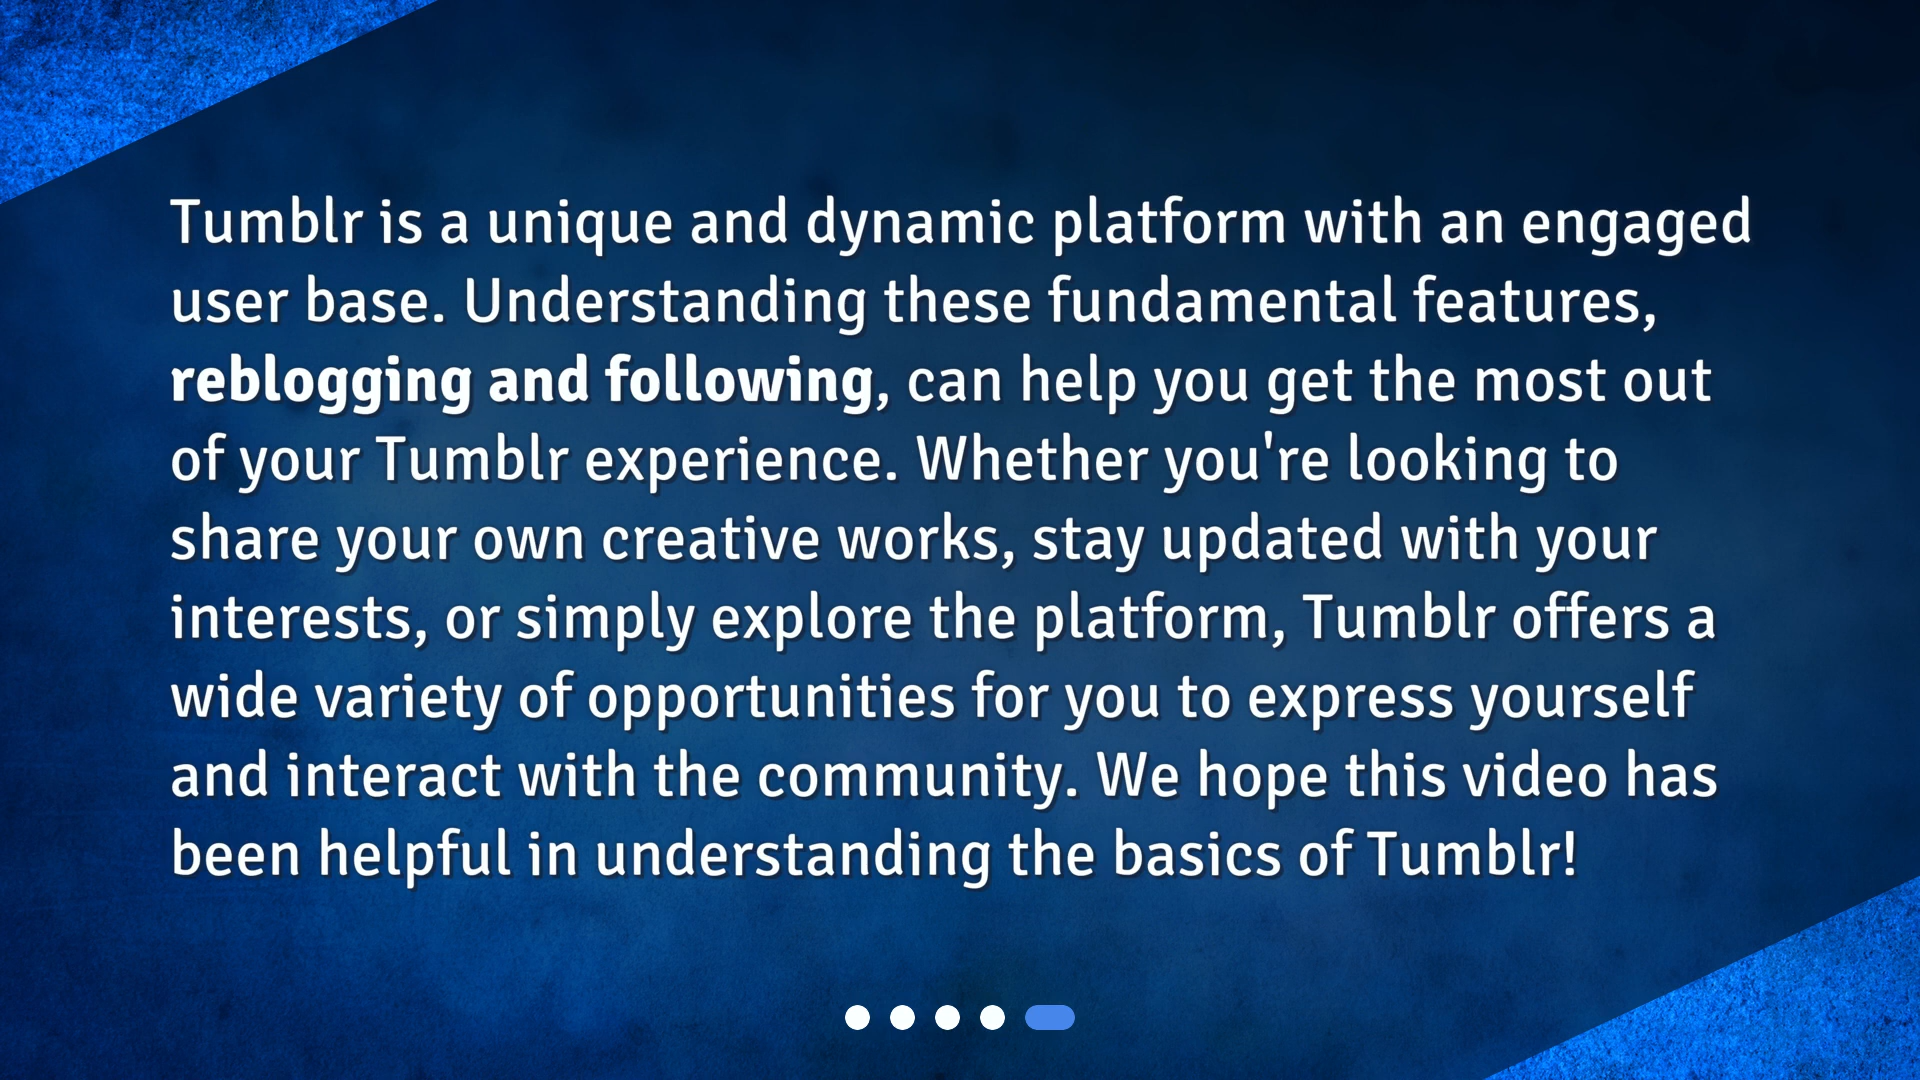 Tumblr is a unique and dynamic platform with an engaged
user base. Understanding these fundamental features,
reblogging and following, can help you get the most out
of your Tumblr experience. Whether you're looking to
share your own creative works, stay updated with your
interests, or simply explore the platform, Tumblr offers a
wide variety of opportunities for you to express yourself
and interact with the community. We hope this video has
been helpful in understanding the basics of Tumblr!